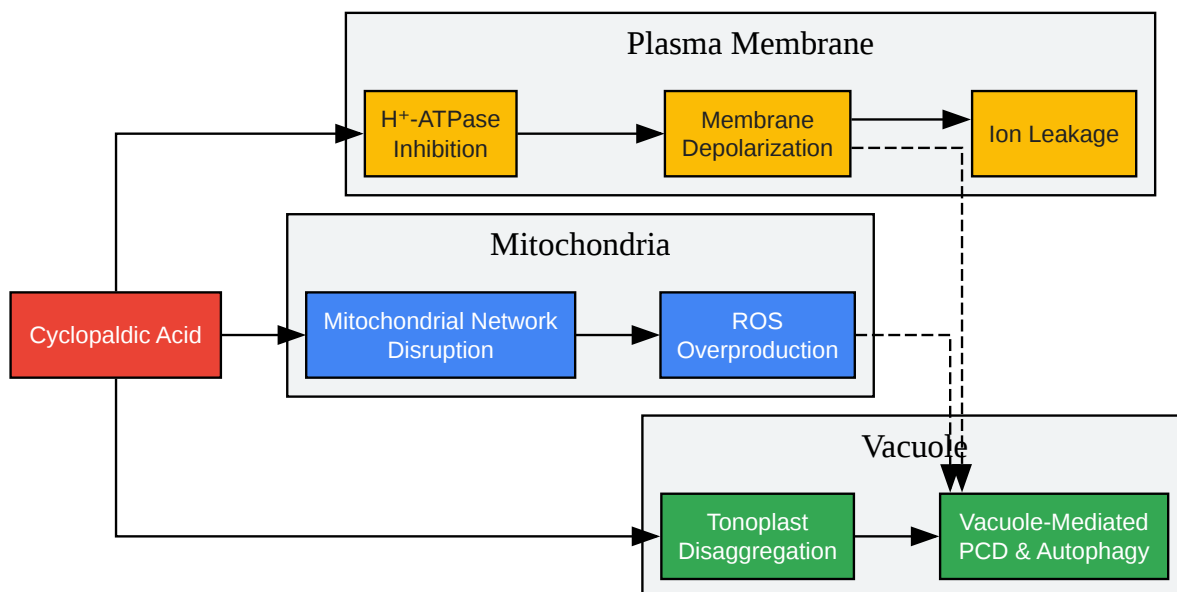 Plasma Membrane
H⁺-ATPase
Inhibition
Membrane
Depolarization
Ion Leakage
Mitochondria
Cyclopaldic Acid
Mitochondrial Network
Disruption
ROS
Overproduction
Vacuole
Tonoplast
Disaggregation
Vacuole-Mediated
PCD & Autophagy